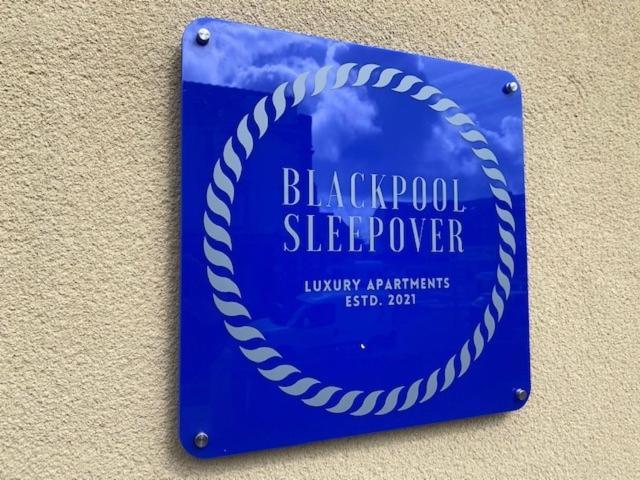 BLACKPOOL
SLEEPOVER
LUXURY APARTMENTS
ESTD. 2021